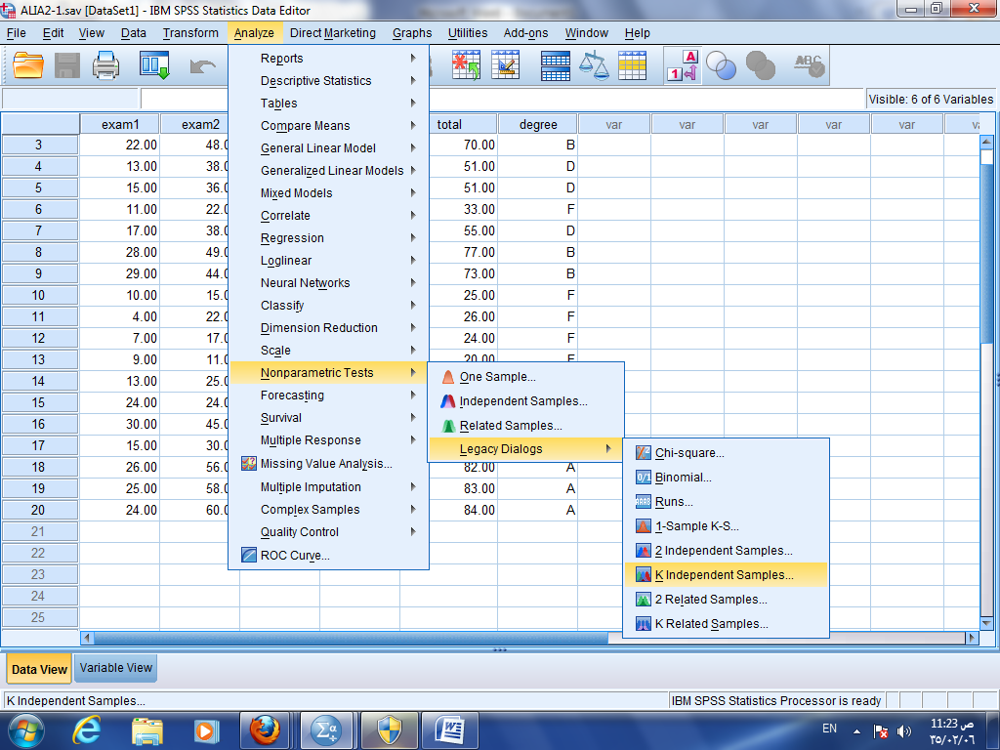 ALIA2-1.sav [DataSet1] - IBM SPSS Statistics Data Editor
File Edit View Data Transform Analyze Direct Marketing Graphs Utilities Add-ons Window Help
Visible: 6 of 6 Variables
exam1 exam2 total degree var var var var var
3 22.00 48.0 70.00 B
4 13.00 38.0 51.00 D
5 15.00 36.0 51.00 D
6 11.00 22.0 33.00 F
7 17.00 38.0 55.00 D
8 28.00 49.0 77.00 B
9 29.00 44.0 73.00 B
10 10.00 15.0 25.00 F
11 4.00 22.0 26.00 F
12 7.00 17.0 24.00 F
13 9.00 11.0 20.00 F
14 13.00 25.0
15 24.00 24.0
16 30.00 45.0
17 15.00 30.0
18 26.00 56.0 82.00 A
19 25.00 58.0 83.00 A
20 24.00 60.0 84.00 A
21
22
23
24
25
Reports
Descriptive Statistics
Tables
Compare Means
General Linear Model
Generalized Linear Models
Mixed Models
Correlate
Regression
Loglinear
Neural Networks
Classify
Dimension Reduction
Scale
Nonparametric Tests
Forecasting
Survival
Multiple Response
Missing Value Analysis...
Multiple Imputation
Complex Samples
Quality Control
ROC Curve...
One Sample...
Independent Samples...
Related Samples...
Legacy Dialogs
Chi-square...
Binomial...
Runs...
1-Sample K-S...
2 Independent Samples...
K Independent Samples...
2 Related Samples...
K Related Samples...
Data View Variable View
K Independent Samples... IBM SPSS Statistics Processor is ready
EN
11:23 ص
٣٥/٠٢/٠٦